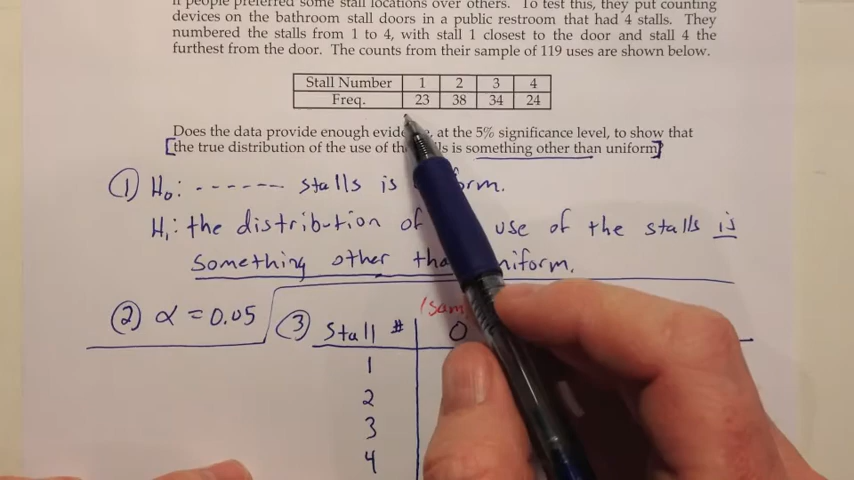 if people preferred some stall locations over others. To test this, they put counting
devices on the bathroom stall doors in a public restroom that had 4 stalls. They
numbered the stalls from 1 to 4, with stall 1 closest to the door and stall 4 the
furthest from the door. The counts from their sample of 119 uses are shown below.
Stall Number 1 2 3 4
Freq. 23 38 34 24
Does the data provide enough at the 5% significance level, to show that
[the true distribution of the use of is something other than uniform]
① H₀: ------ stalls is
H₁: the distribution of use of the stalls is
something other
② α = 0.05
③ Stall # O
1
2
3
4